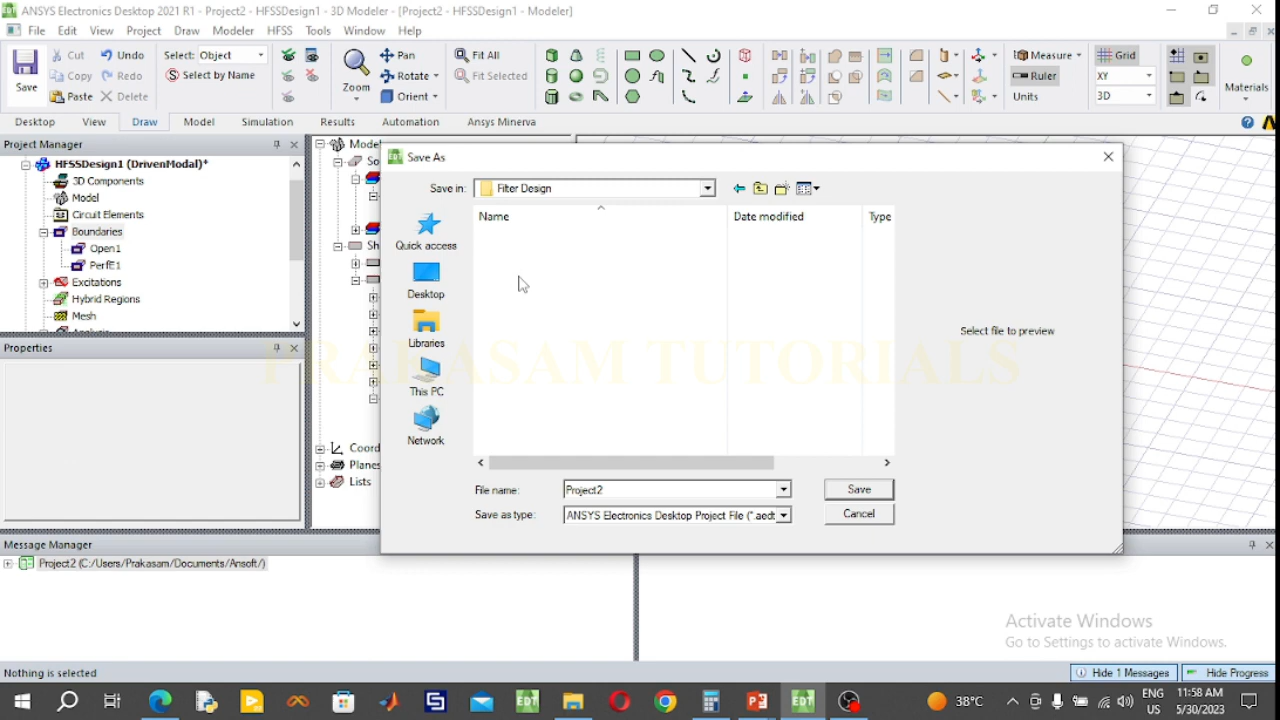 ANSYS Electronics Desktop 2021 R1 - Project2 - HFSSDesign1 - 3D Modeler - [Project2 - HFSSDesign1 - Modeler]
File Edit View Project Draw Modeler HFSS Tools Window Help
Save
Cut Undo
Copy Redo
Paste Delete
Select: Object
Select by Name
Zoom
Pan
Rotate
Orient
Fit All
Fit Selected
Measure
Ruler
Units
Grid
XY
3D
Materials
Desktop View Draw Model Simulation Results Automation Ansys Minerva
Project Manager
HFSSDesign1 (DrivenModal)*
3D Components
Model
Circuit Elements
Boundaries
Open1
PerfE1
Excitations
Hybrid Regions
Mesh
Properties
Mode
So
Sh
Coord
Planes
Lists
Save As
Save in: Filter Design
Name Date modified Type
Quick access
Desktop
Libraries
This PC
Network
Select file to preview
File name: Project2
Save as type: ANSYS Electronics Desktop Project File (*.aedt
Save
Cancel
PRAKASAM TUTORIALS
Message Manager
Project2 (C:/Users/Prakasam/Documents/Ansoft/)
Activate Windows
Go to Settings to activate Windows.
Nothing is selected
Hide 1 Messages Hide Progress
38°C
ENG
US
11:58 AM
5/30/2023